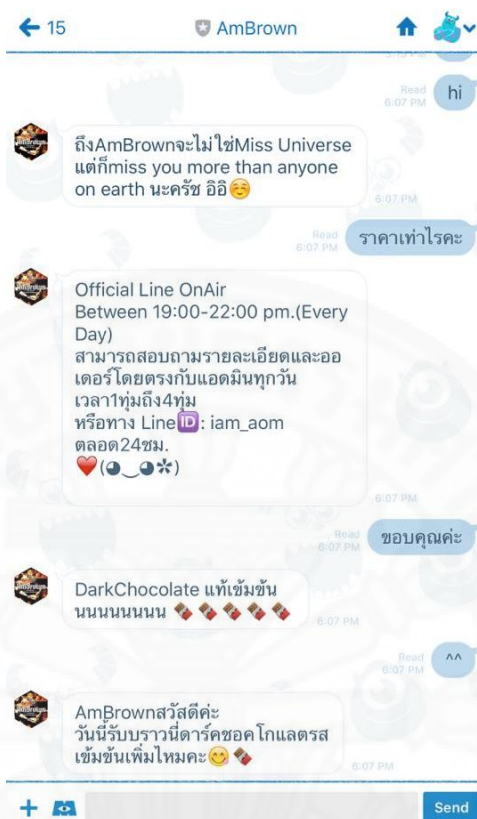 15
AmBrown
Read
6:07 PM
hi
ถึงAmBrownจะไม่ใช่Miss Universe
แต่ก็miss you more than anyone
on earth นะครัช อิอิ☺️
6:07 PM
Read
6:07 PM
ราคาเท่าไรคะ
Official Line OnAir
Between 19:00-22:00 pm.(Every
Day)
สามารถสอบถามรายละเอียดและออ
เดอร์โดยตรงกับแอดมินทุกวัน
เวลา1ทุ่มถึง4ทุ่ม
หรือทาง Line🆔: iam_aom
ตลอด24ชม.
❤️(◕‿◕✲)
6:07 PM
Read
6:07 PM
ขอบคุณค่ะ
DarkChocolate แท้เข้มข้น
นนนนนนนน 🍫 🍫 🍫 🍫 🍫
6:07 PM
Read
6:07 PM
^^
AmBrownสวัสดีค่ะ
วันนี้รับบราวนี่ดาร์คชอคโกแลตรส
เข้มข้นเพิ่มไหมคะ😋 🍫
6:07 PM
Send